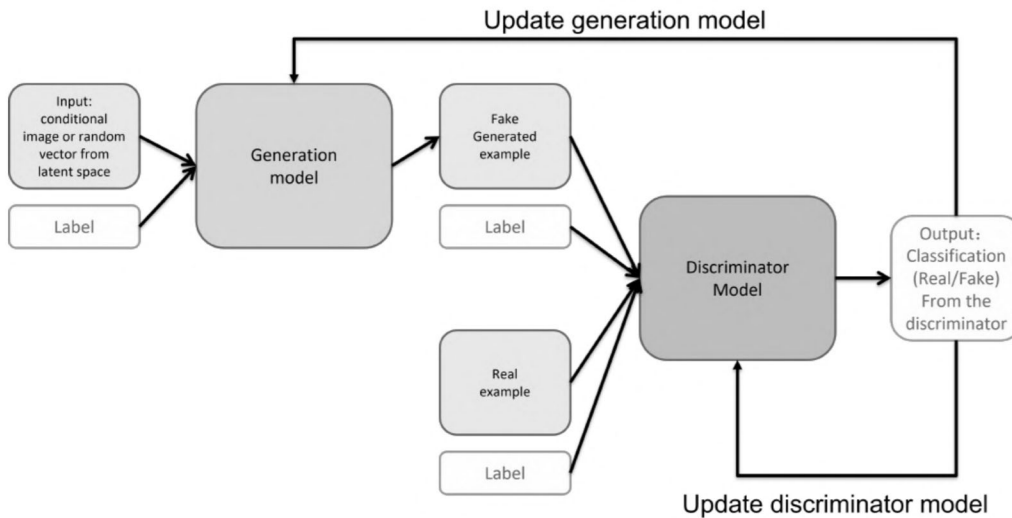 Update generation model
Input:
conditional
image or random
vector from
latent space
Label
Generation
model
Fake
Generated
example
Label
Discriminator
Model
Output:
Classification
(Real/Fake)
From the
discriminator
Real
example
Label
Update discriminator model